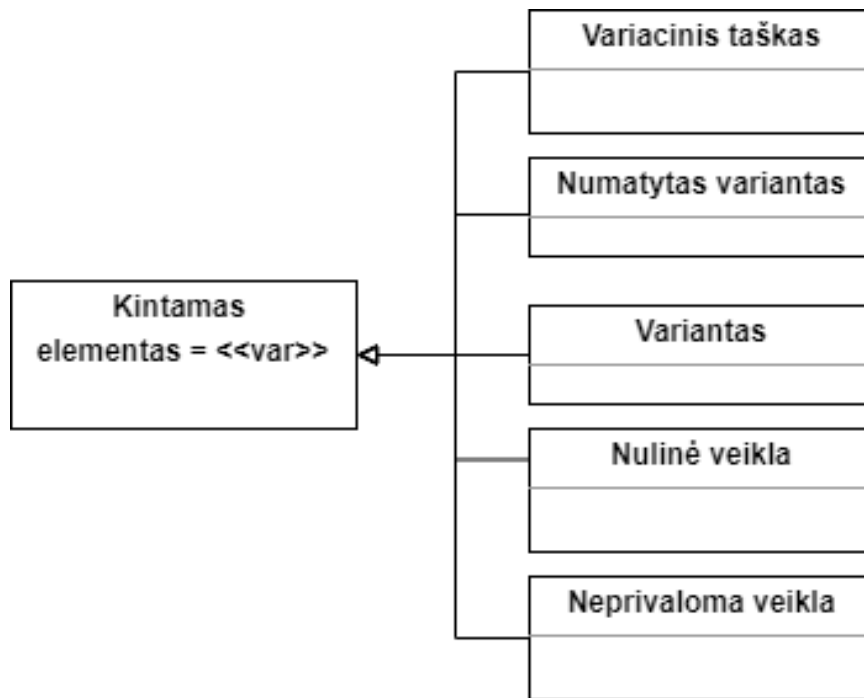 Variacinis taškas
Numatytas variantas
Kintamas
elementas = <<var>>
Variantas
Nulinė veikla
Neprivaloma veikla